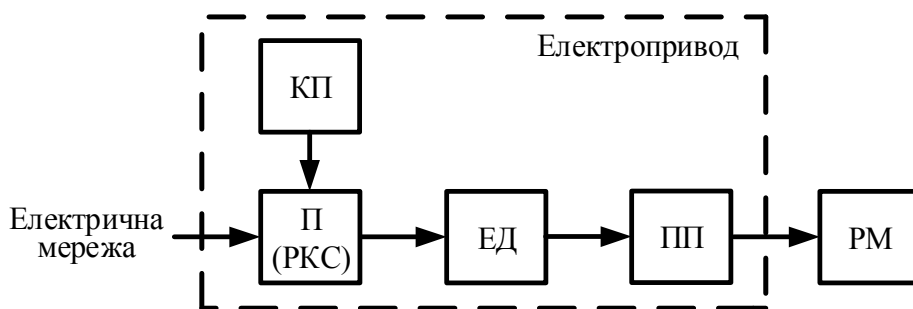 Електропривод
КП
Електрична
мережа
П
(РКС)
ЕД
ПП
РМ